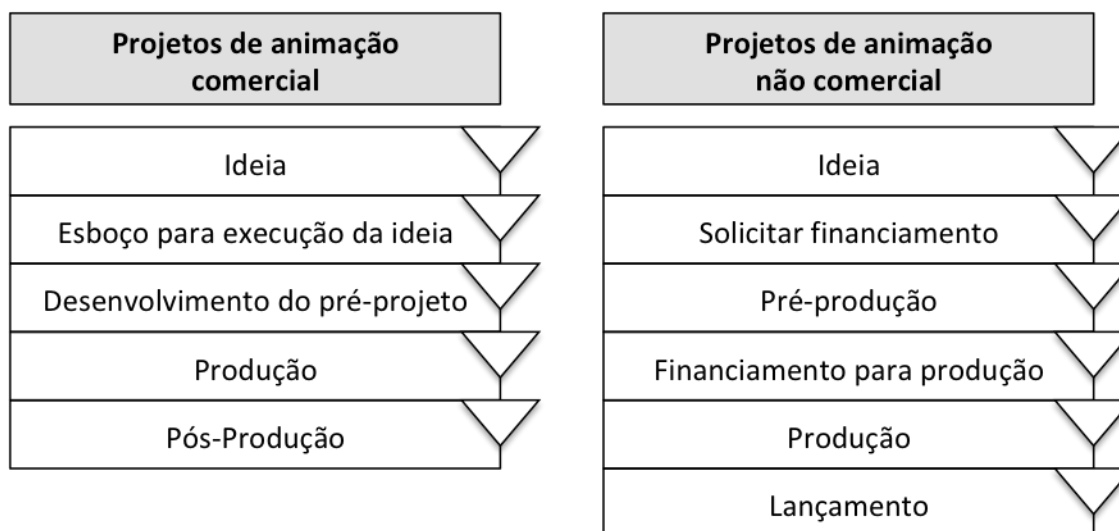 Projetos de animação
comercial
Ideia
Esboço para execução da ideia
Desenvolvimento do pré-projeto
Produção
Pós-Produção
Projetos de animação
não comercial
Ideia
Solicitar financiamento
Pré-produção
Financiamento para produção
Produção
Lançamento